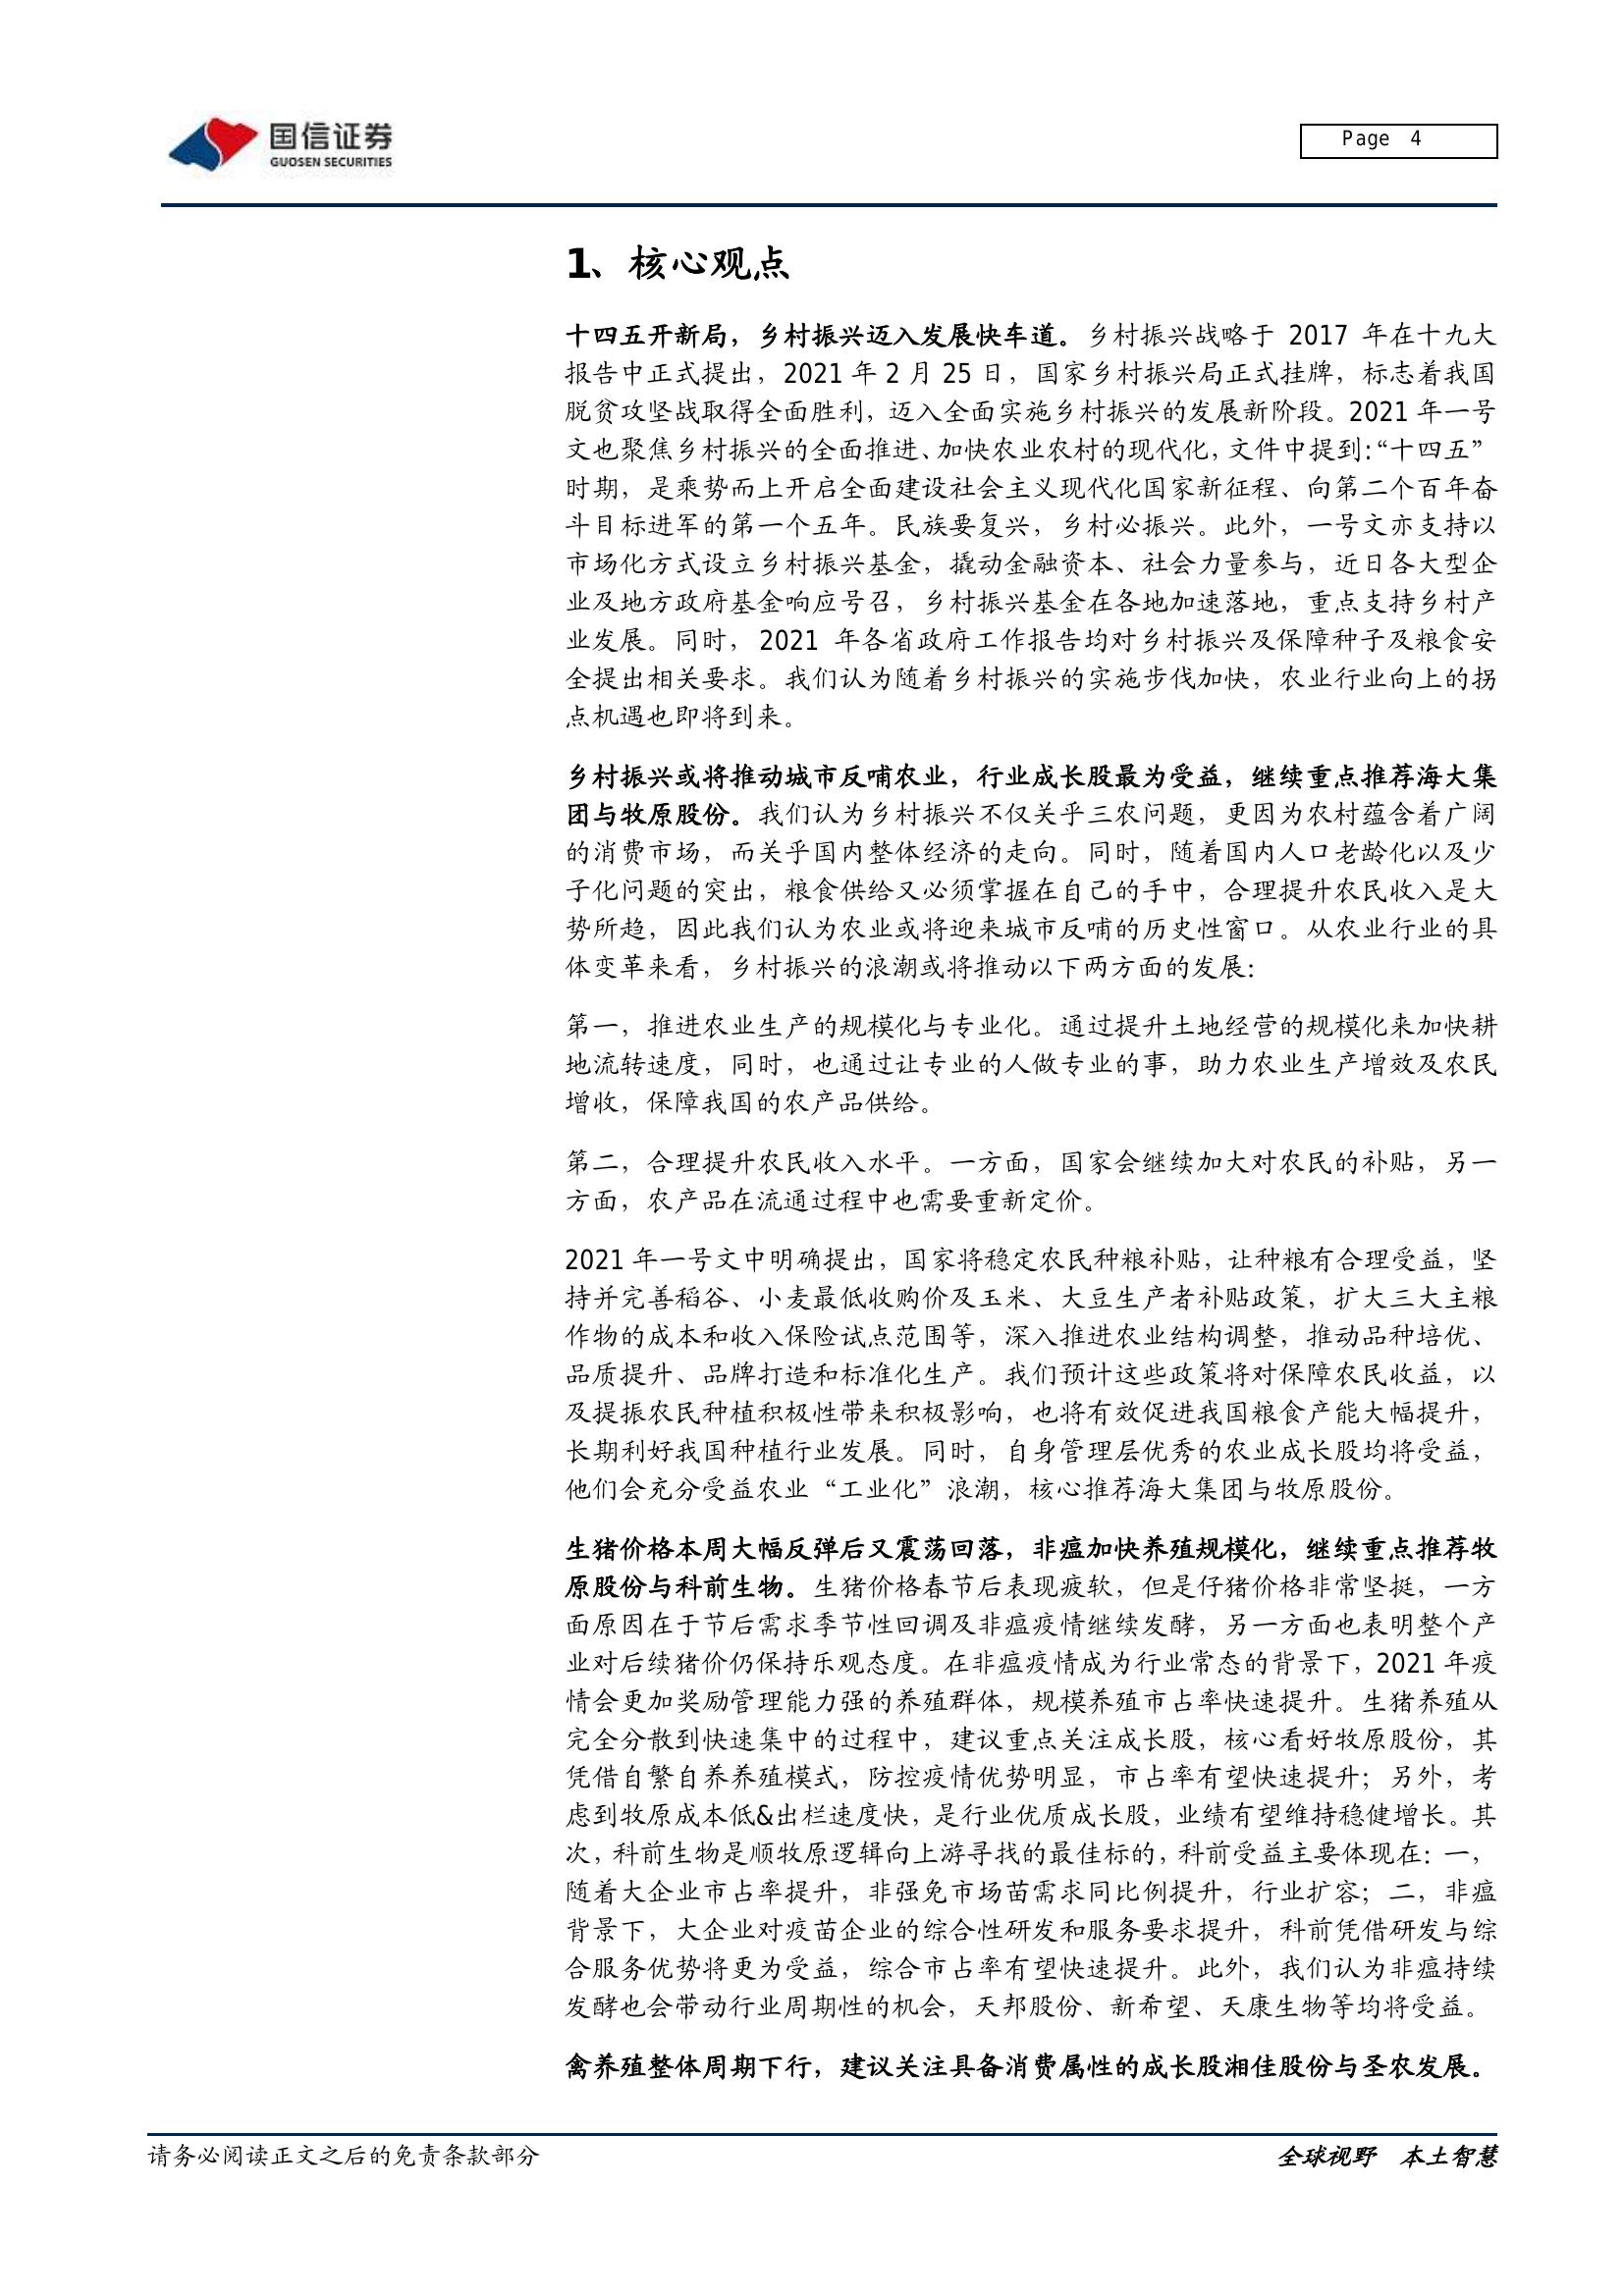 国信证券
GUOSEN SECURITIES
Page 4
1、核心观点
十四五开新局，乡村振兴迈入发展快车道。乡村振兴战略于 2017 年在十九大
报告中正式提出，2021 年 2 月 25 日，国家乡村振兴局正式挂牌，标志着我国
脱贫攻坚战取得全面胜利，迈入全面实施乡村振兴的发展新阶段。2021 年一号
文也聚焦乡村振兴的全面推进、加快农业农村的现代化，文件中提到：“十四五”
时期，是乘势而上开启全面建设社会主义现代化国家新征程、向第二个百年奋
斗目标进军的第一个五年。民族要复兴，乡村必振兴。此外，一号文亦支持以
市场化方式设立乡村振兴基金，撬动金融资本、社会力量参与，近日各大型企
业及地方政府基金响应号召，乡村振兴基金在各地加速落地，重点支持乡村产
业发展。同时，2021 年各省政府工作报告均对乡村振兴及保障种子及粮食安
全提出相关要求。我们认为随着乡村振兴的实施步伐加快，农业行业向上的拐
点机遇也即将到来。
乡村振兴或将推动城市反哺农业，行业成长股最为受益，继续重点推荐海大集
团与牧原股份。我们认为乡村振兴不仅关乎三农问题，更因为农村蕴含着广阔
的消费市场，而关乎国内整体经济的走向。同时，随着国内人口老龄化以及少
子化问题的突出，粮食供给又必须掌握在自己的手中，合理提升农民收入是大
势所趋，因此我们认为农业或将迎来城市反哺的历史性窗口。从农业行业的具
体变革来看，乡村振兴的浪潮或将推动以下两方面的发展：
第一，推进农业生产的规模化与专业化。通过提升土地经营的规模化来加快耕
地流转速度，同时，也通过让专业的人做专业的事，助力农业生产增效及农民
增收，保障我国的农产品供给。
第二，合理提升农民收入水平。一方面，国家会继续加大对农民的补贴，另一
方面，农产品在流通过程中也需要重新定价。
2021 年一号文中明确提出，国家将稳定农民种粮补贴，让种粮有合理受益，坚
持并完善稻谷、小麦最低收购价及玉米、大豆生产者补贴政策，扩大三大主粮
作物的成本和收入保险试点范围等，深入推进农业结构调整，推动品种培优、
品质提升、品牌打造和标准化生产。我们预计这些政策将对保障农民收益，以
及提振农民种植积极性带来积极影响，也将有效促进我国粮食产能大幅提升，
长期利好我国种植行业发展。同时，自身管理层优秀的农业成长股均将受益，
他们会充分受益农业“工业化”浪潮，核心推荐海大集团与牧原股份。
生猪价格本周大幅反弹后又震荡回落，非瘟加快养殖规模化，继续重点推荐牧
原股份与科前生物。生猪价格春节后表现疲软，但是仔猪价格非常坚挺，一方
面原因在于节后需求季节性回调及非瘟疫情继续发酵，另一方面也表明整个产
业对后续猪价仍保持乐观态度。在非瘟疫情成为行业常态的背景下，2021 年疫
情会更加奖励管理能力强的养殖群体，规模养殖市占率快速提升。生猪养殖从
完全分散到快速集中的过程中，建议重点关注成长股，核心看好牧原股份，其
凭借自繁自养养殖模式，防控疫情优势明显，市占率有望快速提升；另外，考
虑到牧原成本低&出栏速度快，是行业优质成长股，业绩有望维持稳健增长。其
次，科前生物是顺牧原逻辑向上游寻找的最佳标的，科前受益主要体现在：一，
随着大企业市占率提升，非强免市场苗需求同比例提升，行业扩容；二，非瘟
背景下，大企业对疫苗企业的综合性研发和服务要求提升，科前凭借研发与综
合服务优势将更为受益，综合市占率有望快速提升。此外，我们认为非瘟持续
发酵也会带动行业周期性的机会，天邦股份、新希望、天康生物等均将受益。
禽养殖整体周期下行，建议关注具备消费属性的成长股湘佳股份与圣农发展。
请务必阅读正文之后的免责条款部分
全球视野 本土智慧